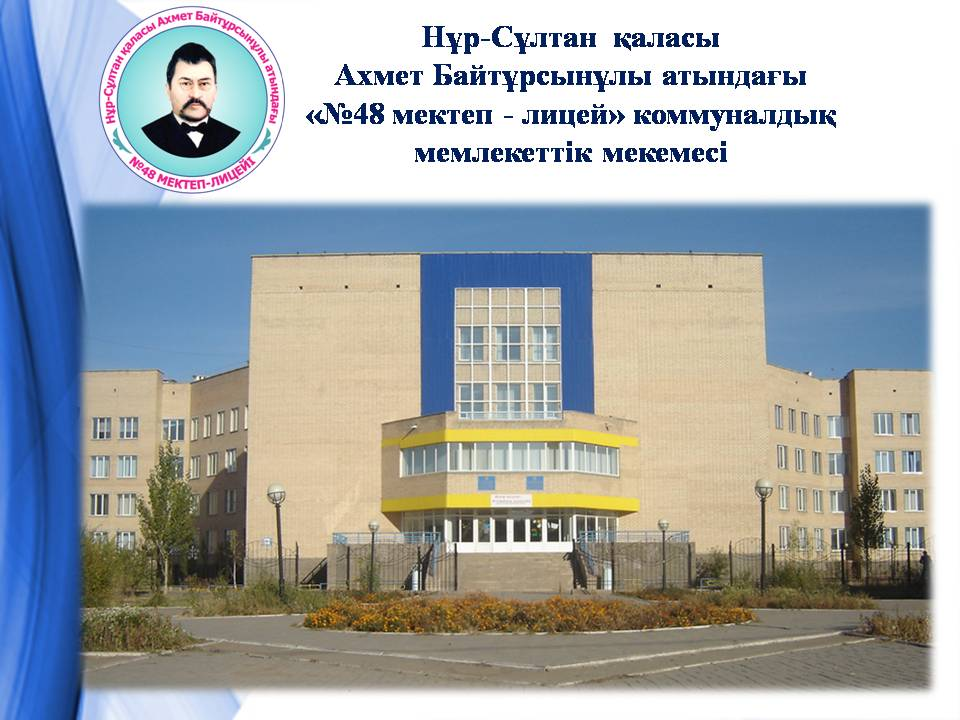 Нұр-Сұлтан қаласы Ахмет Байтұрсынұлы атындағы
№48 МЕКТЕП-ЛИЦЕЙІ
Нұр-Сұлтан қаласы
Ахмет Байтұрсынұлы атындағы
«№48 мектеп - лицей» коммуналдық
мемлекеттік мекемесі